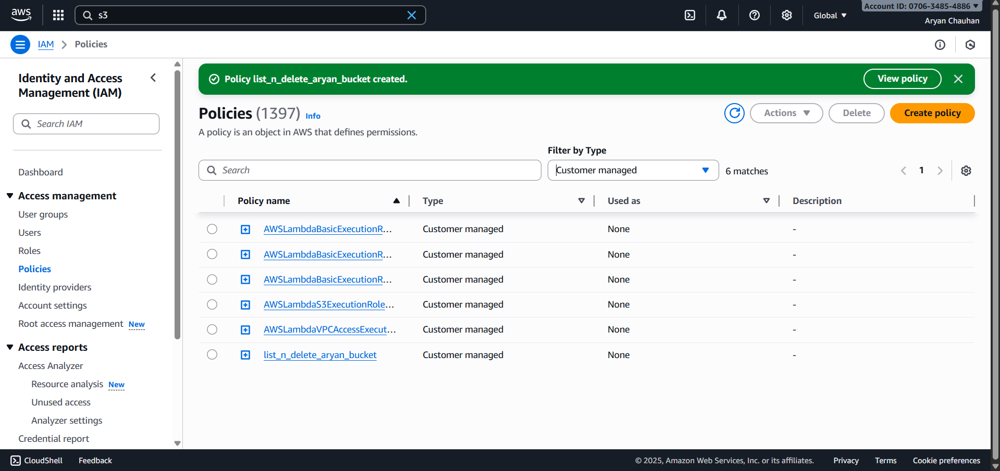 aws
s3
Global
Account ID: 0706-3485-4886
Aryan Chauhan
IAM
Policies
Identity and Access
Management (IAM)
Search IAM
Dashboard
Access management
User groups
Users
Roles
Policies
Identity providers
Account settings
Root access management New
Access reports
Access Analyzer
Resource analysis New
Unused access
Analyzer settings
Credential report
Policy list_n_delete_aryan_bucket created.
View policy
Policies (1397) Info
Actions
Delete
Create policy
A policy is an object in AWS that defines permissions.
Filter by Type
Search
Customer managed
6 matches
1
Policy name Type Used as Description
AWSLambdaBasicExecutionR... Customer managed None -
AWSLambdaBasicExecutionR... Customer managed None -
AWSLambdaBasicExecutionR... Customer managed None -
AWSLambdaS3ExecutionRole... Customer managed None -
AWSLambdaVPCAccessExecut... Customer managed None -
list_n_delete_aryan_bucket Customer managed None -
CloudShell Feedback © 2025, Amazon Web Services, Inc. or its affiliates. Privacy Terms Cookie preferences